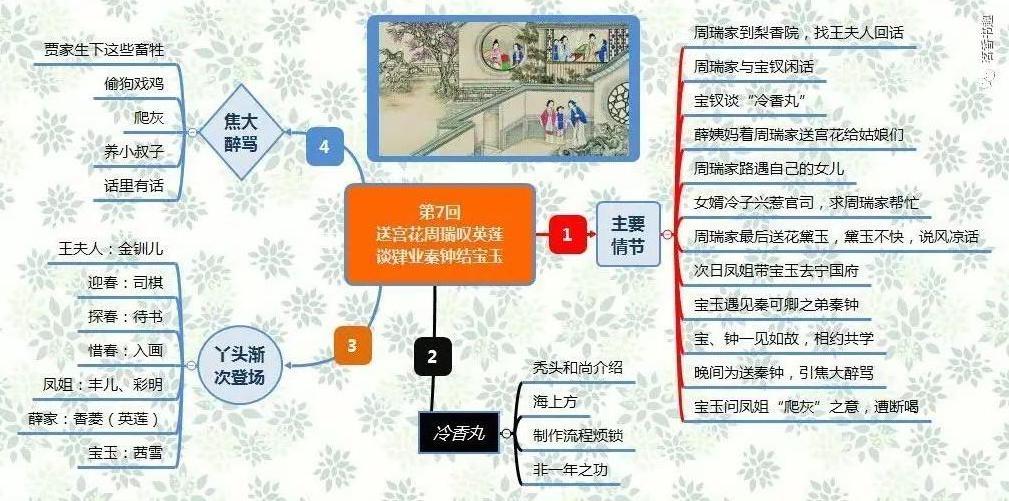 第7回
送宫花周瑞叹英莲
谈肄业秦钟结宝玉
1
主要
情节
周瑞家到梨香院，找王夫人回话
周瑞家与宝钗闲话
宝钗谈“冷香丸”
薛姨妈着周瑞家送宫花给姑娘们
周瑞家路遇自己的女儿
女婿冷子兴惹官司，求周瑞家帮忙
周瑞家最后送花黛玉，黛玉不快，说风凉话
次日凤姐带宝玉去宁国府
宝玉遇见秦可卿之弟秦钟
宝、钟一见如故，相约共学
晚间为送秦钟，引焦大醉骂
宝玉问凤姐“爬灰”之意，遭断喝
2
冷香丸
秃头和尚介绍
海上方
制作流程烦锁
非一年之功
3
丫头渐
次登场
王夫人：金钏儿
迎春：司棋
探春：待书
惜春：入画
凤姐：丰儿、彩明
薛家：香菱（英莲）
宝玉：茜雪
4
焦大
醉骂
贾家生下这些畜牲
偷狗戏鸡
爬灰
养小叔子
话里有话